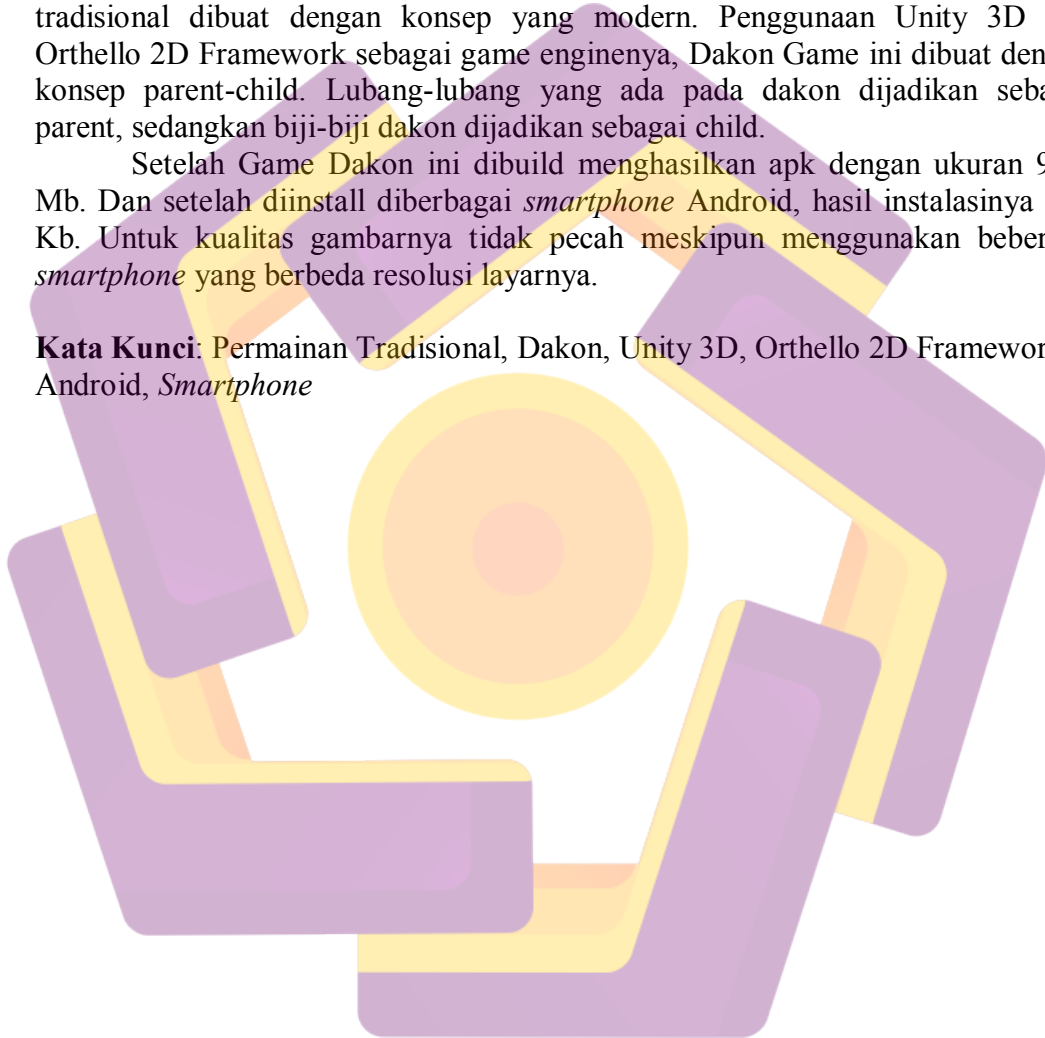 tradisional dibuat dengan konsep yang modern. Penggunaan Unity 3D
Orthello 2D Framework sebagai game enginenya, Dakon Game ini dibuat den
konsep parent-child. Lubang-lubang yang ada pada dakon dijadikan seba
parent, sedangkan biji-biji dakon dijadikan sebagai child.
Setelah Game Dakon ini dibuild menghasilkan apk dengan ukuran 9
Mb. Dan setelah diinstall diberbagai smartphone Android, hasil instalasinya
Kb. Untuk kualitas gambarnya tidak pecah meskipun menggunakan beber
smartphone yang berbeda resolusi layarnya.
Kata Kunci: Permainan Tradisional, Dakon, Unity 3D, Orthello 2D Framewor
Android, Smartphone